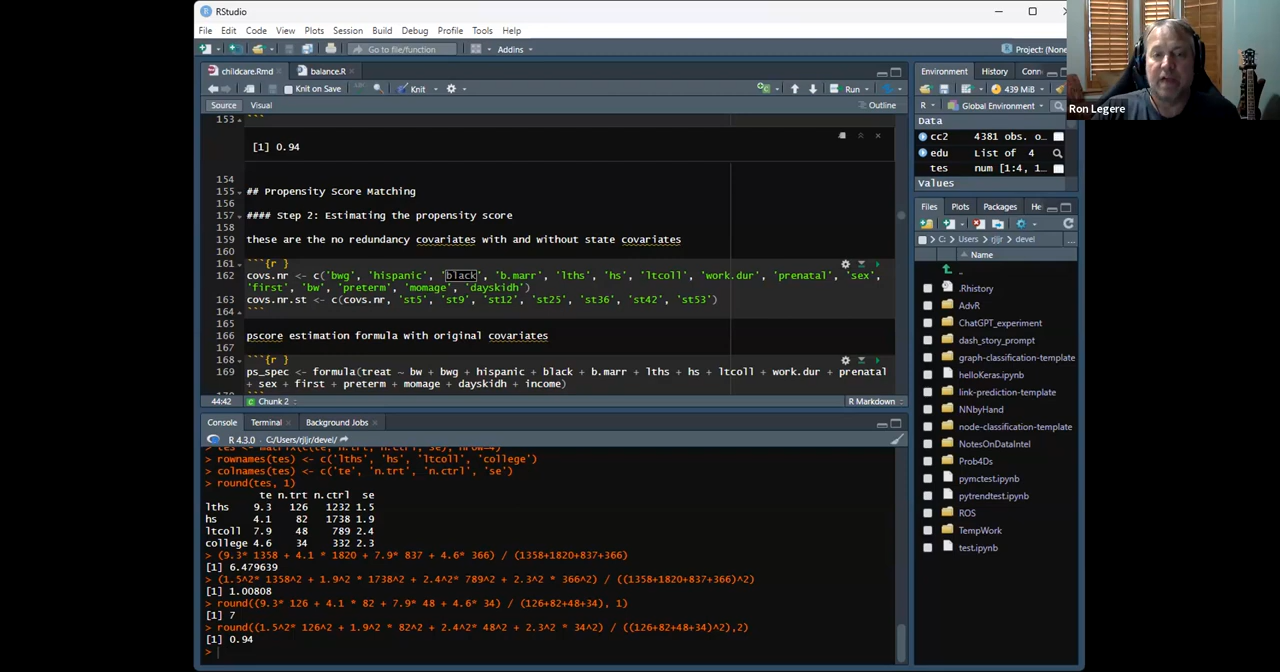 RStudio
File Edit Code View Plots Session Build Debug Profile Tools Help
Go to file/function Addins Project: (None
childcare.Rmd balance.R
Knit on Save Knit Run
Source Visual Outline
153 ```
[1] 0.94
154
155 ## Propensity Score Matching
156
157 #### Step 2: Estimating the propensity score
158
159 these are the no redundancy covariates with and without state covariates
160
161 ```{r }
162 covs.nr <- c('bwg', 'hispanic', 'black', 'b.marr', 'lths', 'hs', 'ltcoll', 'work.dur', 'prenatal', 'sex',
'first', 'bw', 'preterm', 'momage', 'dayskidh')
163 covs.nr.st <- c(covs.nr, 'st5', 'st9', 'st12', 'st25', 'st36', 'st42', 'st53')
164 ```
165
166 pscore estimation formula with original covariates
167
168 ```{r }
169 ps_spec <- formula(treat ~ bw + bwg + hispanic + black + b.marr + lths + hs + ltcoll + work.dur + prenatal
+ sex + first + preterm + momage + dayskidh + income)
44:42 Chunk 2 R Markdown
Console Terminal Background Jobs
R 4.3.0 · C:/Users/rjljr/devel/
> rownames(tes) <- c('lths', 'hs', 'ltcoll', 'college')
> colnames(tes) <- c('te', 'n.trt', 'n.ctrl', 'se')
> round(tes, 1)
te n.trt n.ctrl se
lths 9.3 126 1232 1.5
hs 4.1 82 1738 1.9
ltcoll 7.9 48 789 2.4
college 4.6 34 332 2.3
> (9.3* 1358 + 4.1 * 1820 + 7.9* 837 + 4.6* 366) / (1358+1820+837+366)
[1] 6.479639
> (1.5^2* 1358^2 + 1.9^2 * 1738^2 + 2.4^2* 789^2 + 2.3^2 * 366^2) / ((1358+1820+837+366)^2)
[1] 1.00808
> round((9.3* 126 + 4.1 * 82 + 7.9* 48 + 4.6* 34) / (126+82+48+34), 1)
[1] 7
> round((1.5^2* 126^2 + 1.9^2 * 82^2 + 2.4^2* 48^2 + 2.3^2 * 34^2) / ((126+82+48+34)^2),2)
[1] 0.94
>
Environment History Conn
439 MiB
R Global Environment
Data
cc2 4381 obs. o…
edu List of 4
tes num [1:4, 1…
Values
Files Plots Packages He
C: Users rjljr devel
Name
..
.Rhistory
AdvR
ChatGPT_experiment
dash_story_prompt
graph-classification-template
helloKeras.ipynb
link-prediction-template
NNbyHand
node-classification-template
NotesOnDataIntel
Prob4Ds
pymctest.ipynb
pytrendtest.ipynb
ROS
TempWork
test.ipynb
Ron Legere